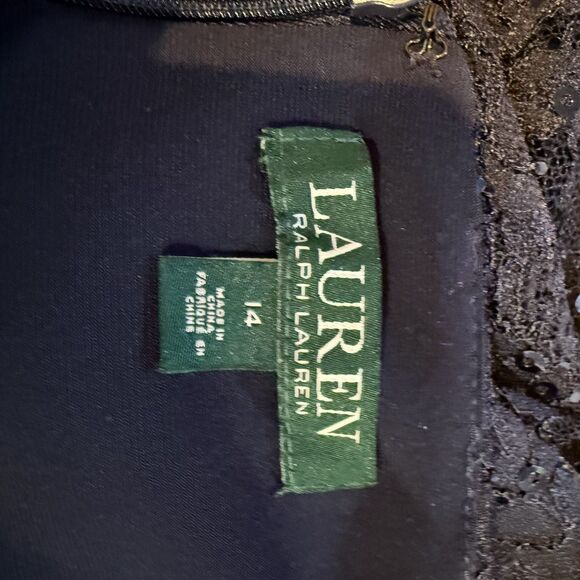 LAUREN
RALPH LAUREN
14
MADE IN
CHINA
FABRIQUÉ EN
CHINE